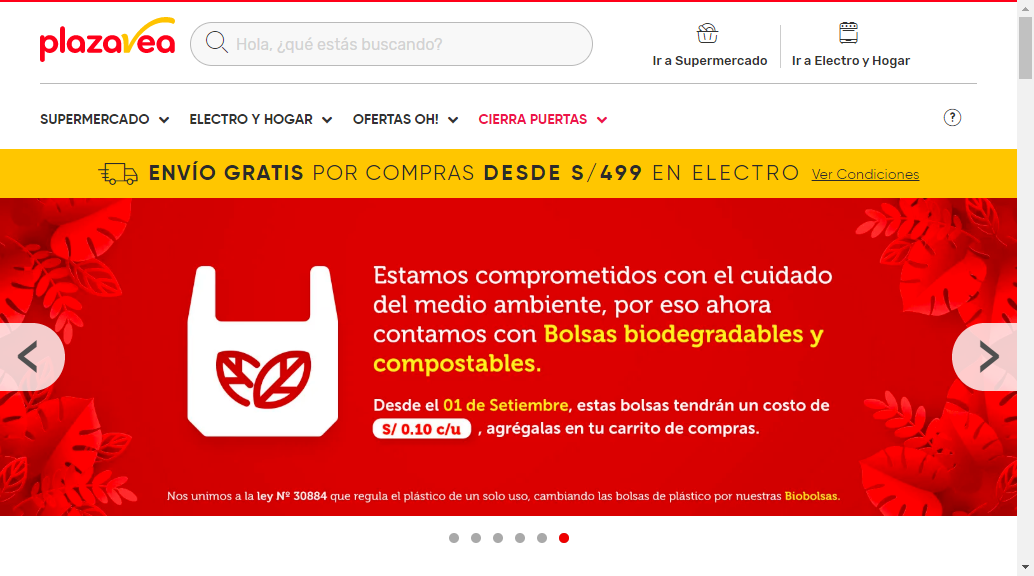 plazavea
Hola, ¿qué estás buscando?
Ir a Supermercado
Ir a Electro y Hogar
SUPERMERCADO
ELECTRO Y HOGAR
OFERTAS OH!
CIERRA PUERTAS
?
ENVÍO GRATIS POR COMPRAS DESDE S/499 EN ELECTRO Ver Condiciones
Estamos comprometidos con el cuidado
del medio ambiente, por eso ahora
contamos con Bolsas biodegradables y
compostables.
Desde el 01 de Setiembre, estas bolsas tendrán un costo de
S/ 0.10 c/u , agrégalas en tu carrito de compras.
Nos unimos a la ley Nº 30884 que regula el plástico de un solo uso, cambiando las bolsas de plástico por nuestras Biobolsas.